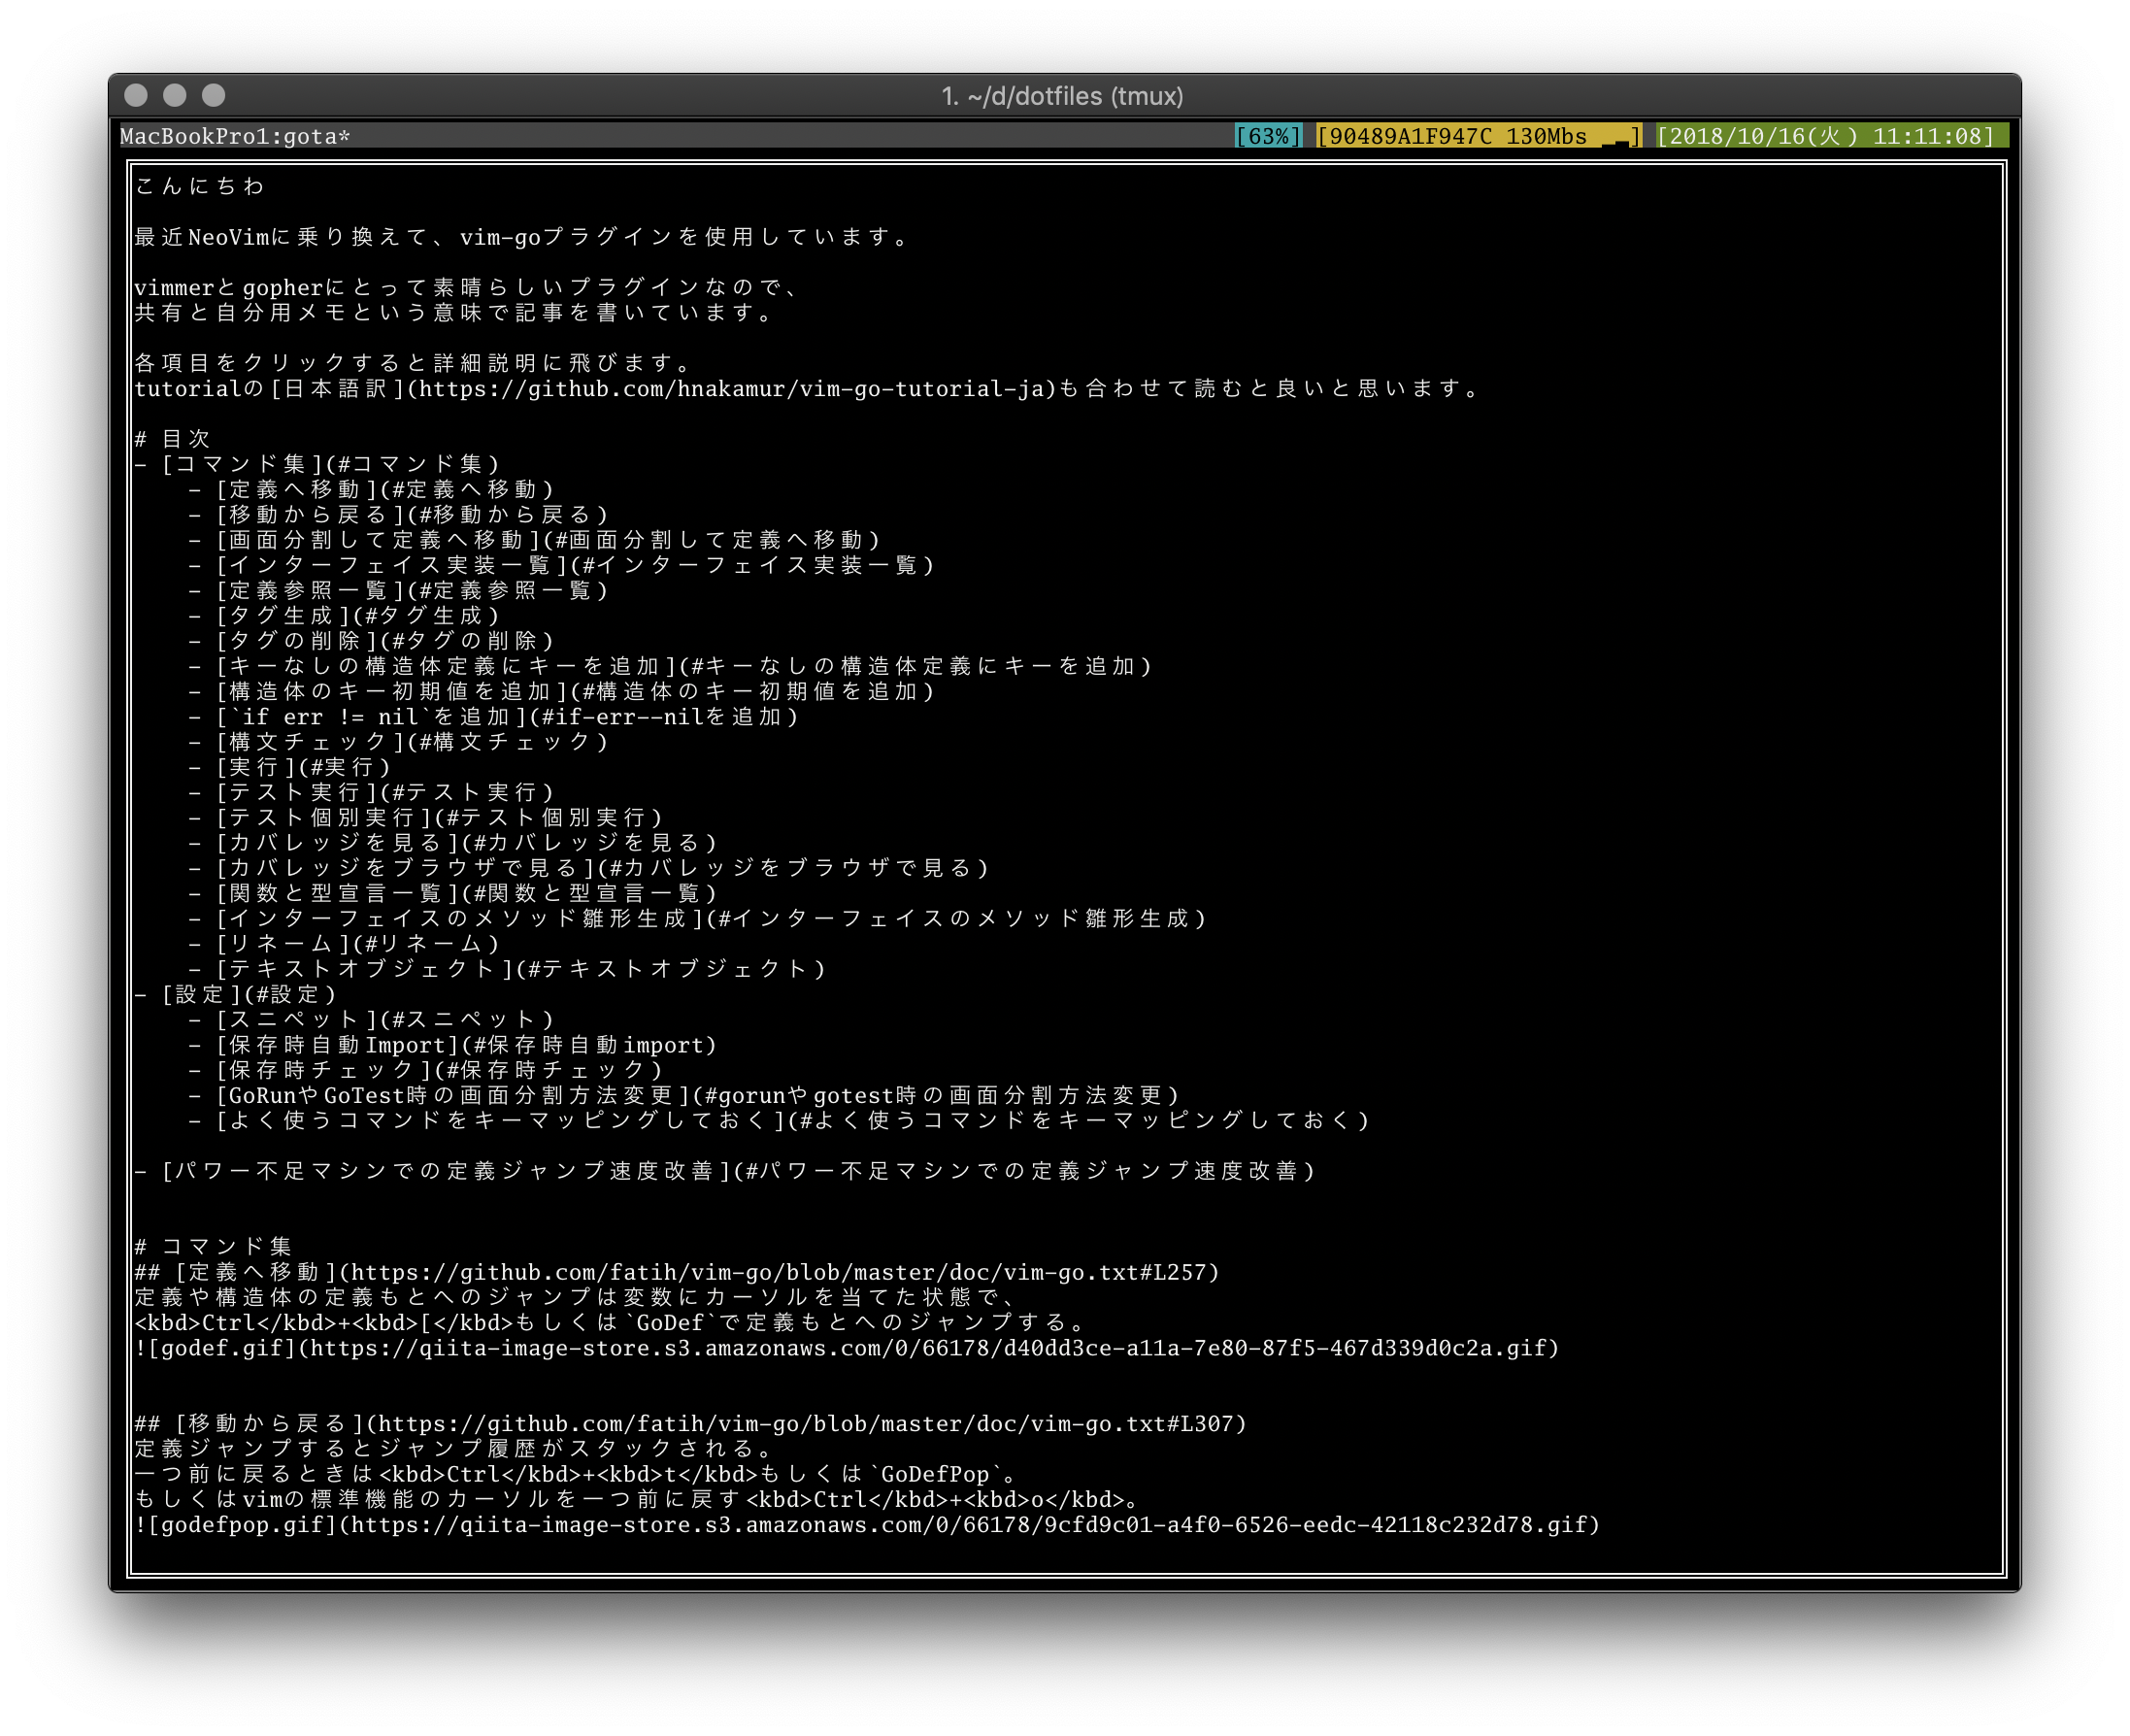 1. ~/d/dotfiles (tmux)
MacBookPro1:gota* [63%] [90489A1F947C 130Mbs ▂▃] [2018/10/16(火) 11:11:08]
こんにちわ
最近NeoVimに乗り換えて、vim-goプラグインを使用しています。
vimmerとgopherにとって素晴らしいプラグインなので、
共有と自分用メモという意味で記事を書いています。
各項目をクリックすると詳細説明に飛びます。
tutorialの[日本語訳](https://github.com/hnakamur/vim-go-tutorial-ja)も合わせて読むと良いと思います。
# 目次
- [コマンド集](#コマンド集)
- [定義へ移動](#定義へ移動)
- [移動から戻る](#移動から戻る)
- [画面分割して定義へ移動](#画面分割して定義へ移動)
- [インターフェイス実装一覧](#インターフェイス実装一覧)
- [定義参照一覧](#定義参照一覧)
- [タグ生成](#タグ生成)
- [タグの削除](#タグの削除)
- [キーなしの構造体定義にキーを追加](#キーなしの構造体定義にキーを追加)
- [構造体のキー初期値を追加](#構造体のキー初期値を追加)
- [`if err != nil`を追加](#if-err--nilを追加)
- [構文チェック](#構文チェック)
- [実行](#実行)
- [テスト実行](#テスト実行)
- [テスト個別実行](#テスト個別実行)
- [カバレッジを見る](#カバレッジを見る)
- [カバレッジをブラウザで見る](#カバレッジをブラウザで見る)
- [関数と型宣言一覧](#関数と型宣言一覧)
- [インターフェイスのメソッド雛形生成](#インターフェイスのメソッド雛形生成)
- [リネーム](#リネーム)
- [テキストオブジェクト](#テキストオブジェクト)
- [設定](#設定)
- [スニペット](#スニペット)
- [保存時自動Import](#保存時自動import)
- [保存時チェック](#保存時チェック)
- [GoRunやGoTest時の画面分割方法変更](#gorunやgotest時の画面分割方法変更)
- [よく使うコマンドをキーマッピングしておく](#よく使うコマンドをキーマッピングしておく)
- [パワー不足マシンでの定義ジャンプ速度改善](#パワー不足マシンでの定義ジャンプ速度改善)
# コマンド集
## [定義へ移動](https://github.com/fatih/vim-go/blob/master/doc/vim-go.txt#L257)
定義や構造体の定義もとへのジャンプは変数にカーソルを当てた状態で、
<kbd>Ctrl</kbd>+<kbd>[</kbd>もしくは`GoDef`で定義もとへのジャンプする。
![godef.gif](https://qiita-image-store.s3.amazonaws.com/0/66178/d40dd3ce-a11a-7e80-87f5-467d339d0c2a.gif)
## [移動から戻る](https://github.com/fatih/vim-go/blob/master/doc/vim-go.txt#L307)
定義ジャンプするとジャンプ履歴がスタックされる。
一つ前に戻るときは<kbd>Ctrl</kbd>+<kbd>t</kbd>もしくは`GoDefPop`。
もしくはvimの標準機能のカーソルを一つ前に戻す<kbd>Ctrl</kbd>+<kbd>o</kbd>。
![godefpop.gif](https://qiita-image-store.s3.amazonaws.com/0/66178/9cfd9c01-a4f0-6526-eedc-42118c232d78.gif)